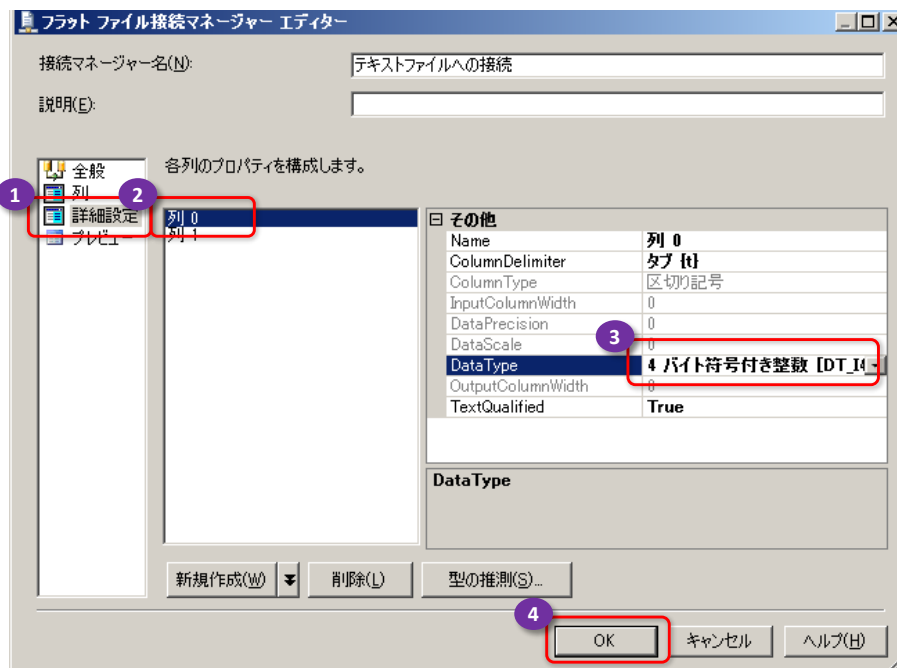 フラット ファイル接続マネージャー エディター
接続マネージャー名(N):
テキストファイルへの接続
説明(E):
全般
列
詳細設定
プレビュー
1
2
各列のプロパティを構成します。
列 0
列 1
その他
Name 列 0
ColumnDelimiter タブ {t}
ColumnType 区切り記号
InputColumnWidth 0
DataPrecision 0
DataScale 0
3
DataType 4 バイト符号付き整数 [DT_I4
OutputColumnWidth 0
TextQualified True
DataType
新規作成(W)
削除(L)
型の推測(S)...
4
OK
キャンセル
ヘルプ(H)